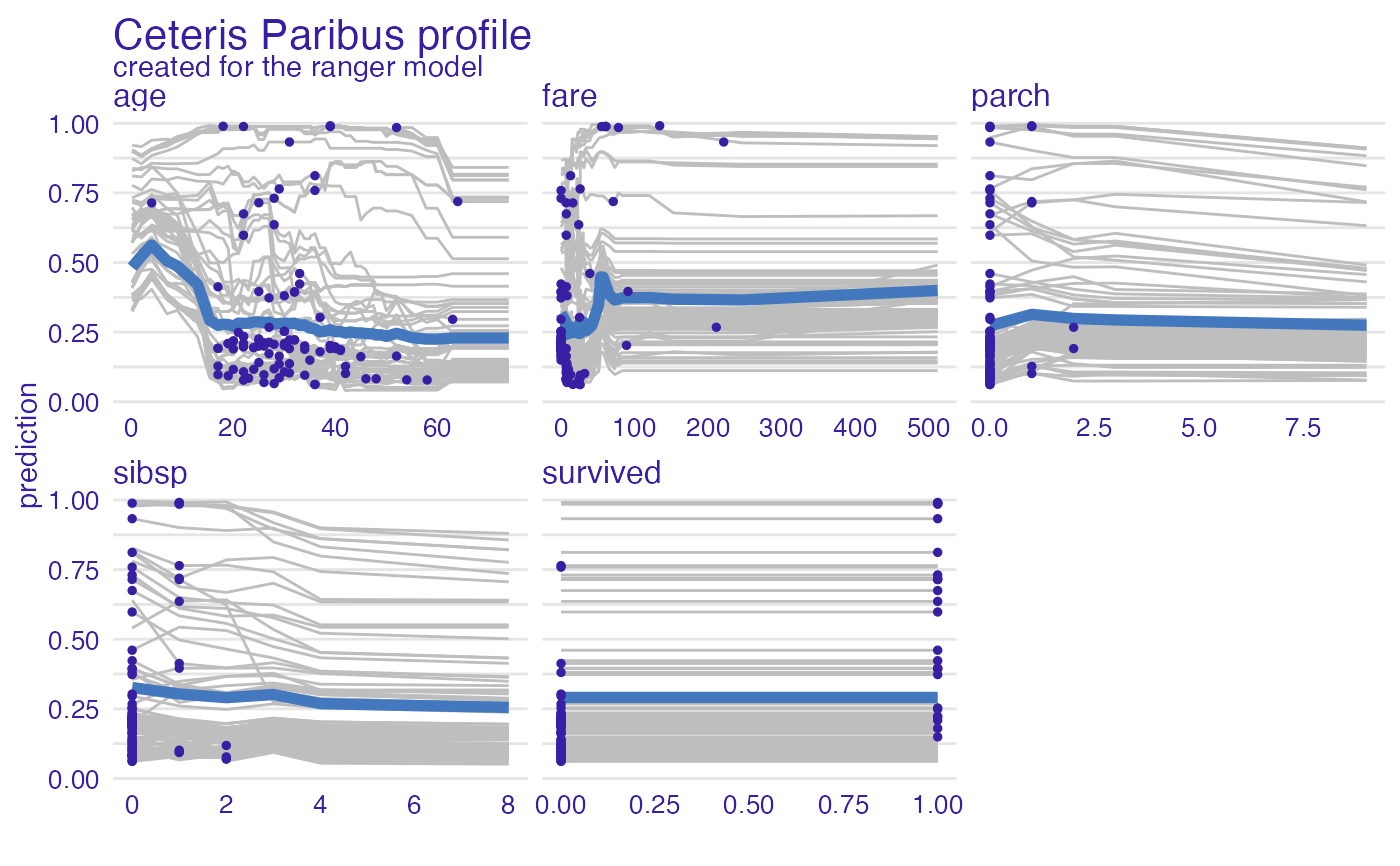 Ceteris Paribus profile
created for the ranger model
age fare parch
1.00
0.75
0.50
0.25
0.00
0 20 40 60 0 100 200 300 400 500 0.0 2.5 5.0 7.5
prediction
sibsp survived
1.00
0.75
0.50
0.25
0.00
0 2 4 6 8 0.00 0.25 0.50 0.75 1.00